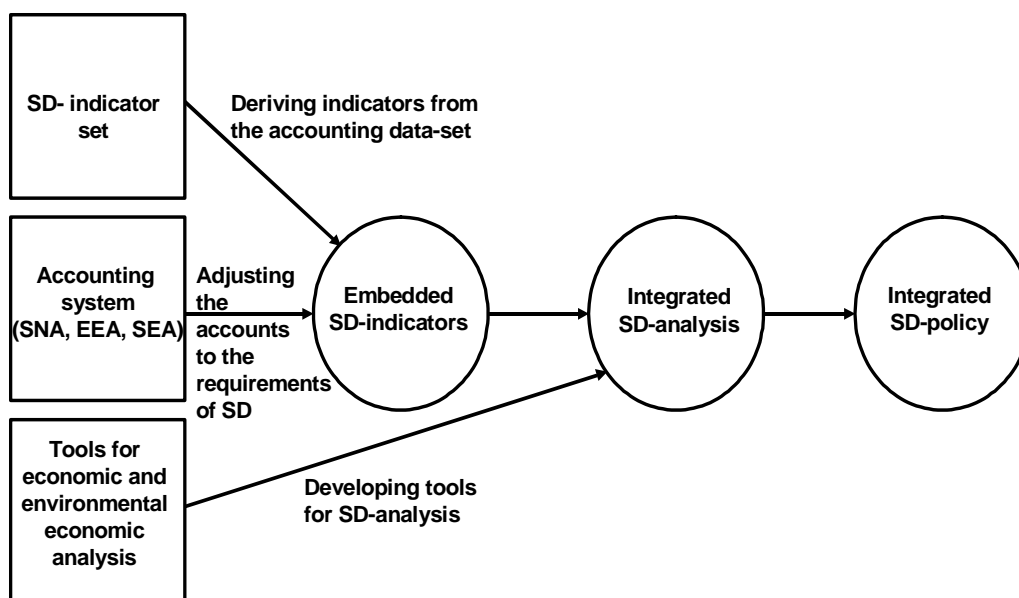 SD- indicator
set
Deriving indicators from
the accounting data-set
Accounting
system
(SNA, EEA, SEA)
Adjusting
the
accounts
to the
requirements
of SD
Embedded
SD-indicators
Integrated
SD-analysis
Integrated
SD-policy
Tools for
economic and
environmental
economic
analysis
Developing tools
for SD-analysis